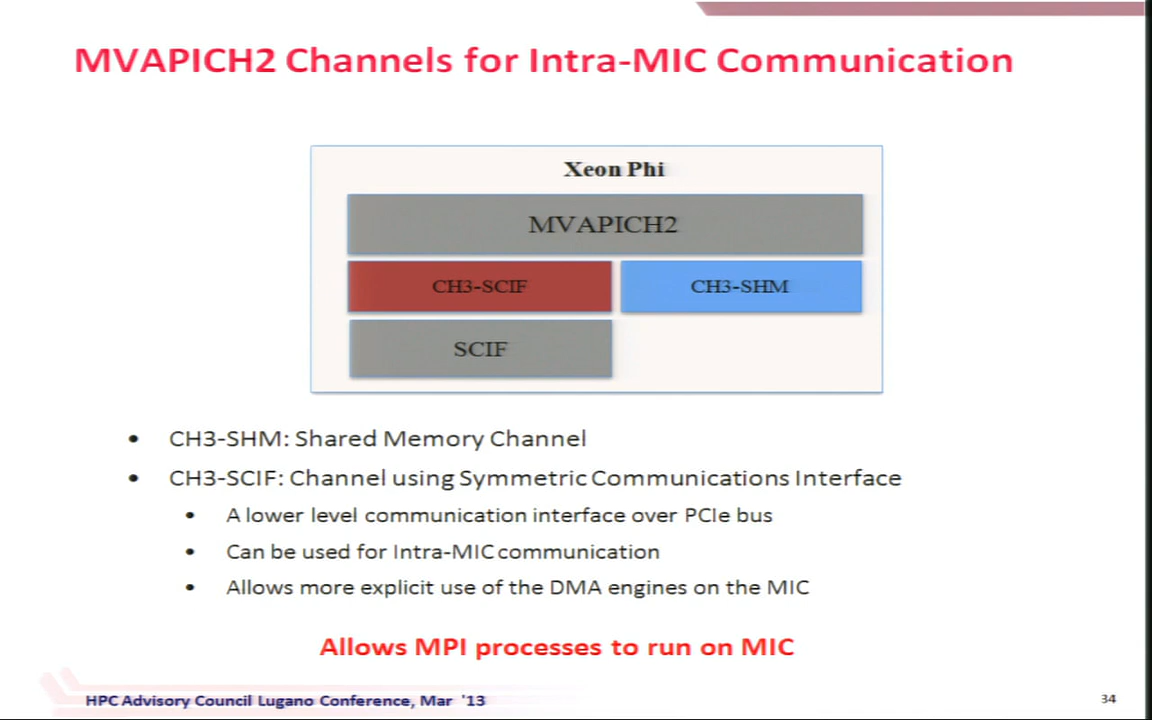 MVAPICH2 Channels for Intra-MIC Communication
Xeon Phi
MVAPICH2
CH3-SCIF
CH3-SHM
SCIF
• CH3-SHM: Shared Memory Channel
• CH3-SCIF: Channel using Symmetric Communications Interface
• A lower level communication interface over PCIe bus
• Can be used for Intra-MIC communication
• Allows more explicit use of the DMA engines on the MIC
Allows MPI processes to run on MIC
HPC Advisory Council Lugano Conference, Mar '13
34